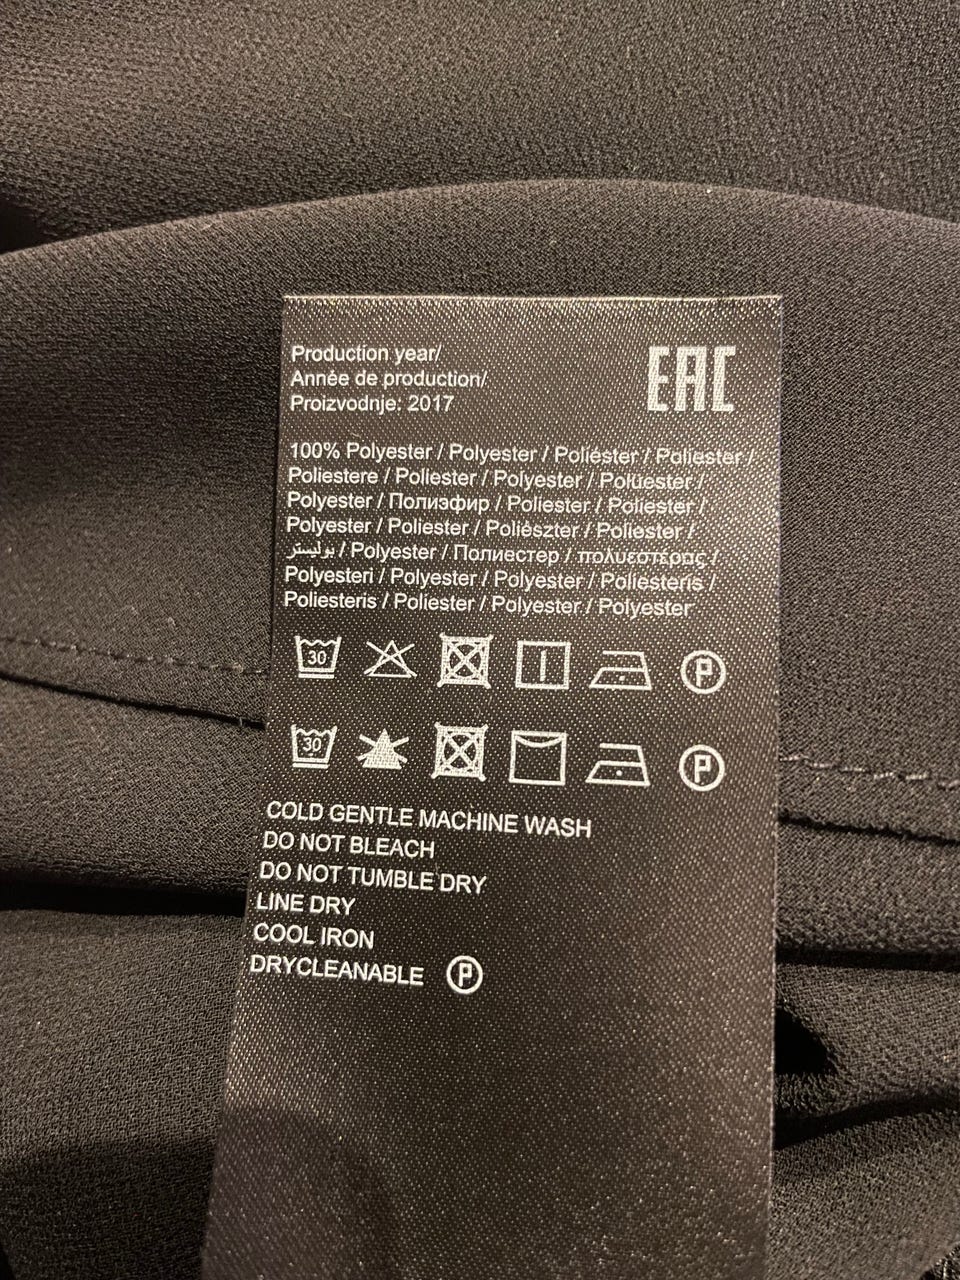 Production year/
Année de production/
Proizvodnje: 2017
EAC
100% Polyester / Polyester / Poliéster / Poliester /
Poliestere / Poliester / Polyester / Poluester /
Polyester / Полиэфир / Poliester / Poliester /
Polyester / Poliester / Poliészter / Poliester /
بوليستر / Polyester / Полиестер / πολυεστέρας /
Polyesteri / Polyester / Polyester / Poliesteris /
Poliesteris / Poliester / Polyester / Polyester
30 P
30 P
COLD GENTLE MACHINE WASH
DO NOT BLEACH
DO NOT TUMBLE DRY
LINE DRY
COOL IRON
DRYCLEANABLE P